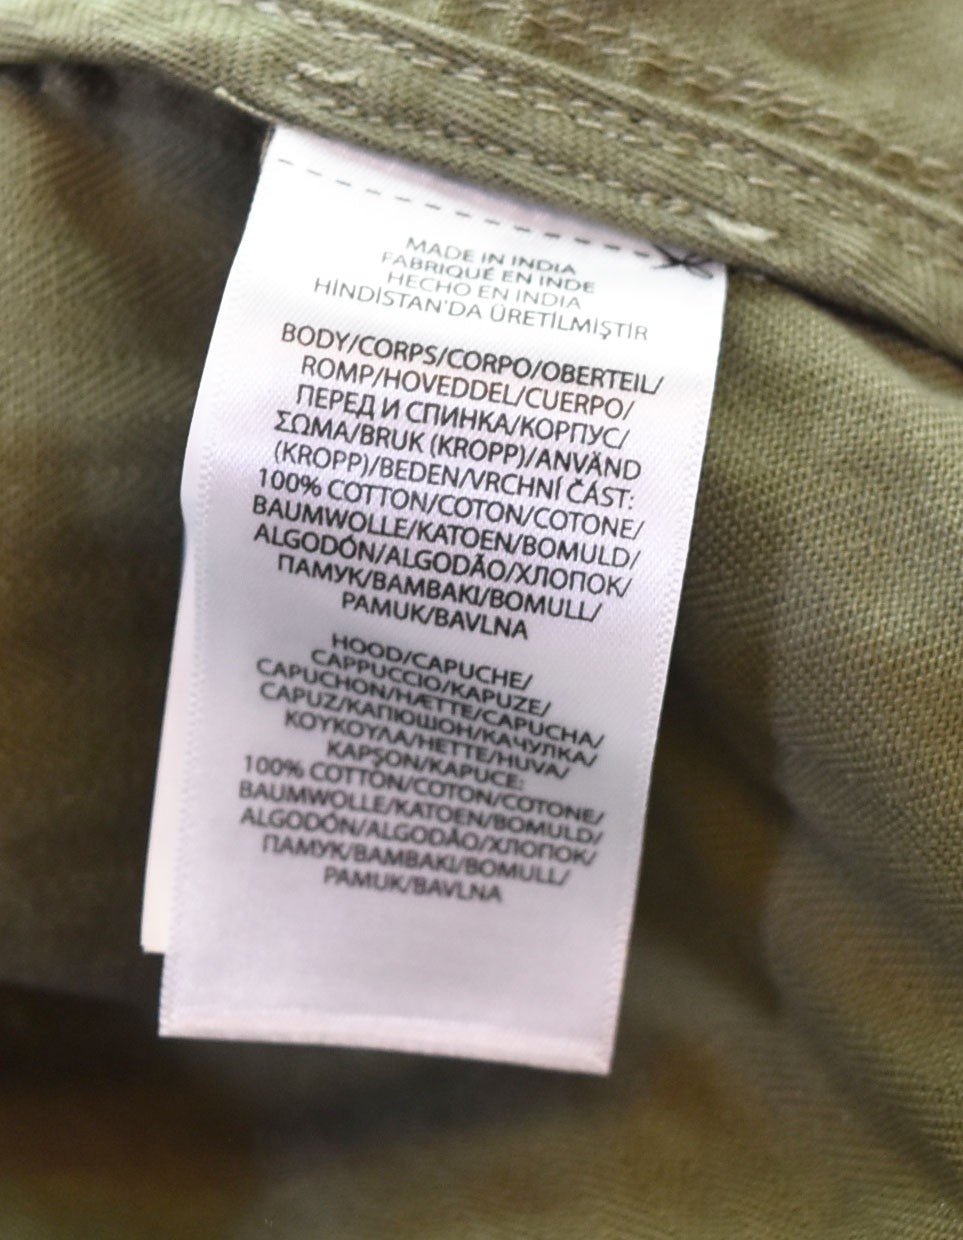 MADE IN INDIA
FABRIQUÉ EN INDE
HECHO EN INDIA
HİNDİSTAN'DA ÜRETİLMİŞTİR
BODY/CORPS/CORPO/OBERTEIL/
ROMP/HOVEDDEL/CUERPO/
ПЕРЕД И СПИНКА/КОРПУС/
ΣΩΜΑ/BRUK (KROPP)/ANVÄND
(KROPP)/BEDEN/VRCHNÍ ČÁST:
100% COTTON/COTON/COTONE/
BAUMWOLLE/KATOEN/BOMULD/
ALGODÓN/ALGODÃO/ХЛОПОК/
ПАМУК/BAMBAKI/BOMULL/
PAMUK/BAVLNA
HOOD/CAPUCHE/
CAPPUCCIO/KAPUZE/
CAPUCHON/HÆTTE/CAPUCHA/
CAPUZ/КАПЮШОН/КАЧУЛКА/
ΚΟΥΚΟΥΛΑ/HETTE/HUVA/
KAPŞON/KAPUCE:
100% COTTON/COTON/COTONE/
BAUMWOLLE/KATOEN/BOMULD/
ALGODÓN/ALGODÃO/ХЛОПОК/
ПАМУК/BAMBAKI/BOMULL/
PAMUK/BAVLNA